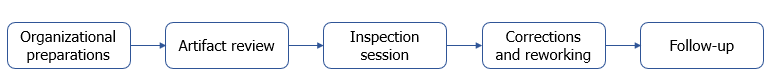 Organizational
preparations
Artifact review
Inspection
session
Corrections
and reworking
Follow-up